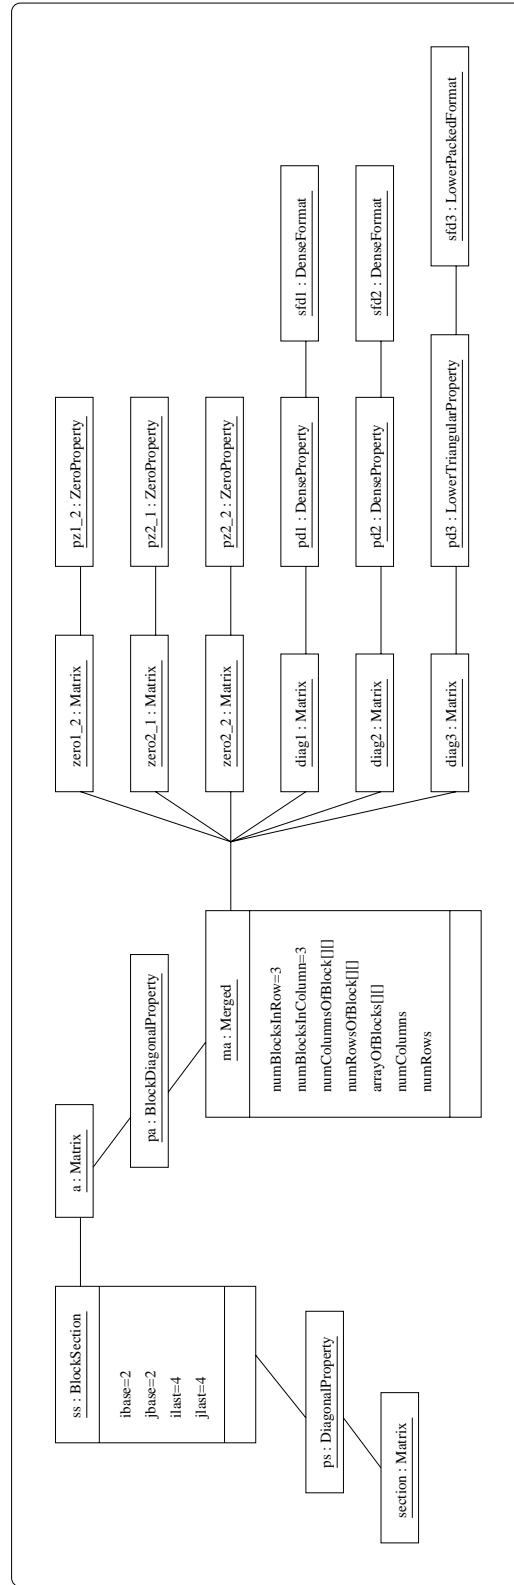 section : Matrix
ps : DiagonalProperty
ss : BlockSection
ibase=2
jbase=2
ilast=4
jlast=4
a : Matrix
pa : BlockDiagonalProperty
ma : Merged
numBlocksInRow=3
numBlocksInColumn=3
numColumnsOfBlock[][]
numRowsOfBlock[][]
arrayOfBlocks[][]
numColumns
numRows
zero1_2 : Matrix
pz1_2 : ZeroProperty
zero2_1 : Matrix
pz2_1 : ZeroProperty
zero2_2 : Matrix
pz2_2 : ZeroProperty
diag1 : Matrix
pd1 : DenseProperty
sfd1 : DenseFormat
diag2 : Matrix
pd2 : DenseProperty
sfd2 : DenseFormat
diag3 : Matrix
pd3 : LowerTriangularProperty
sfd3 : LowerPackedFormat